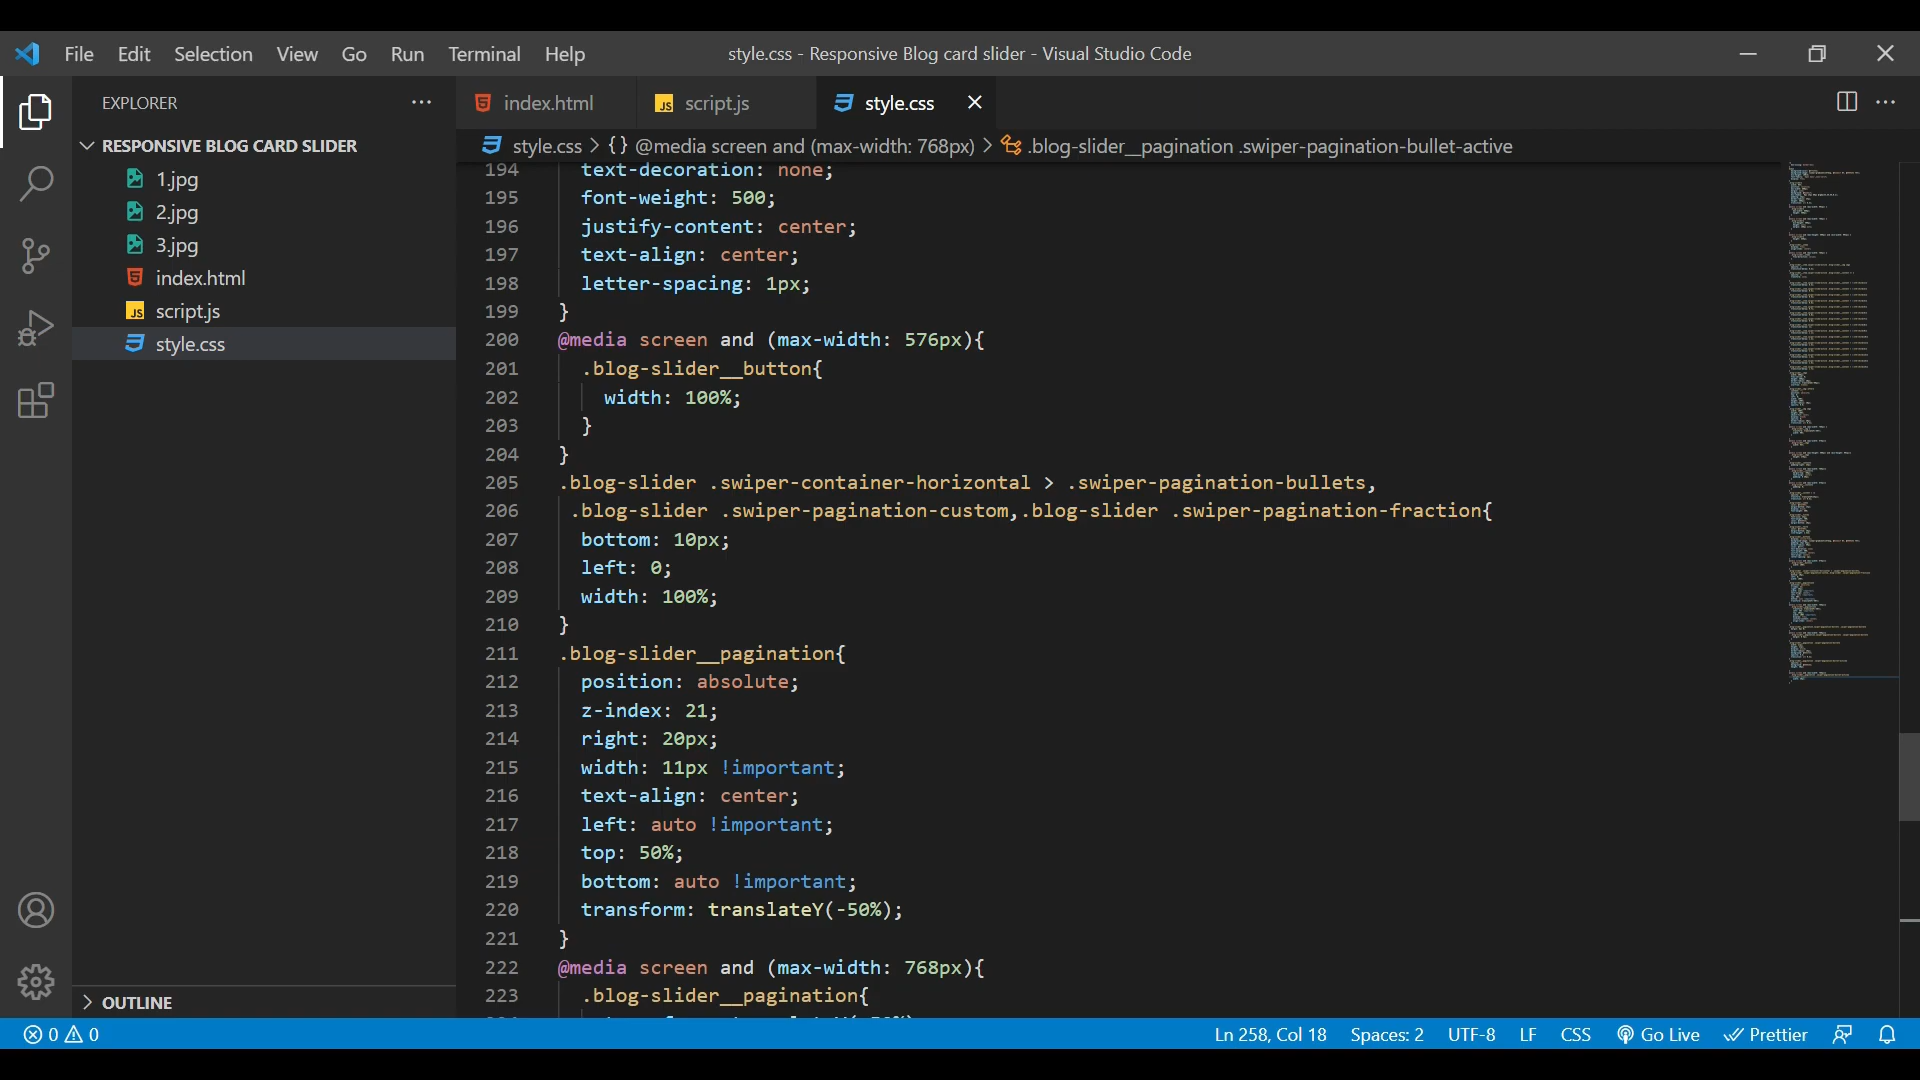 File Edit Selection View Go Run Terminal Help
style.css - Responsive Blog card slider - Visual Studio Code
EXPLORER
RESPONSIVE BLOG CARD SLIDER
1.jpg
2.jpg
3.jpg
index.html
script.js
style.css
OUTLINE
index.html
script.js
style.css
style.css > {} @media screen and (max-width: 768px) > .blog-slider__pagination .swiper-pagination-bullet-active
194 text-decoration: none;
195 font-weight: 500;
196 justify-content: center;
197 text-align: center;
198 letter-spacing: 1px;
199 }
200 @media screen and (max-width: 576px){
201 .blog-slider__button{
202 width: 100%;
203 }
204 }
205 .blog-slider .swiper-container-horizontal > .swiper-pagination-bullets,
206 .blog-slider .swiper-pagination-custom,.blog-slider .swiper-pagination-fraction{
207 bottom: 10px;
208 left: 0;
209 width: 100%;
210 }
211 .blog-slider__pagination{
212 position: absolute;
213 z-index: 21;
214 right: 20px;
215 width: 11px !important;
216 text-align: center;
217 left: auto !important;
218 top: 50%;
219 bottom: auto !important;
220 transform: translateY(-50%);
221 }
222 @media screen and (max-width: 768px){
223 .blog-slider__pagination{
0 0
Ln 258, Col 18 Spaces: 2 UTF-8 LF CSS Go Live Prettier